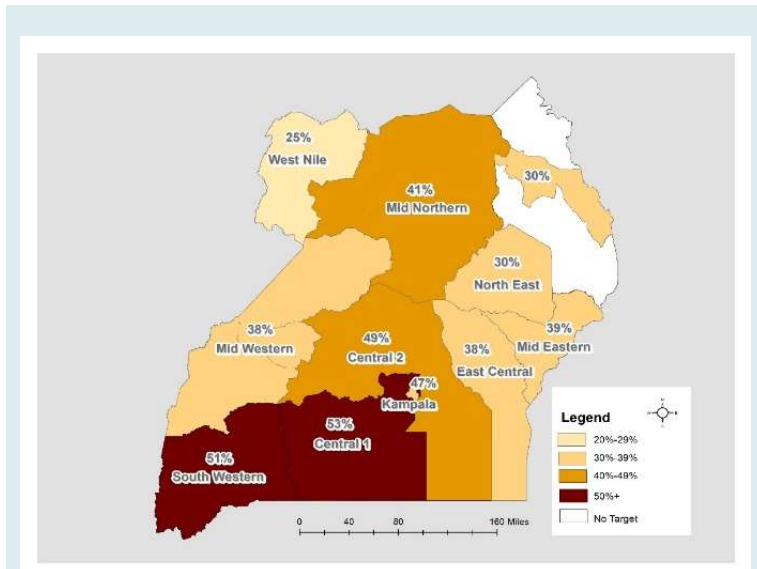 25%
West Nile
41%
Mid Northern
30%
30%
North East
38%
Mid Western
49%
Central 2
38%
East Central
39%
Mid Eastern
47%
Kampala
53%
Central 1
51%
South Western
Legend
20%-29%
30%-39%
40%-49%
50%+
No Target
0 40 80 160 Miles